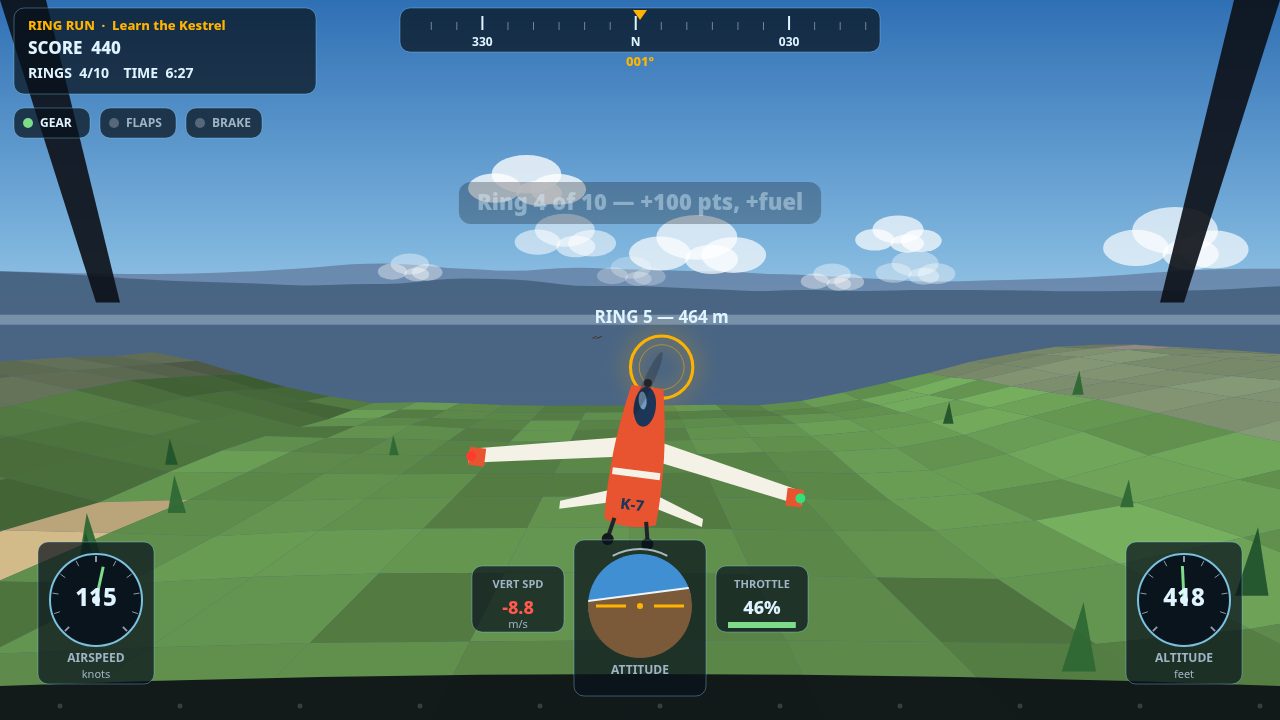 RING RUN · Learn the Kestrel
SCORE 440
RINGS 4/10 TIME 6:27
GEAR
FLAPS
BRAKE
330
N
030
001°
Ring 4 of 10 — +100 pts, +fuel
RING 5 — 464 m
K-7
115
AIRSPEED
knots
VERT SPD
-8.8
m/s
ATTITUDE
THROTTLE
46%
418
ALTITUDE
feet